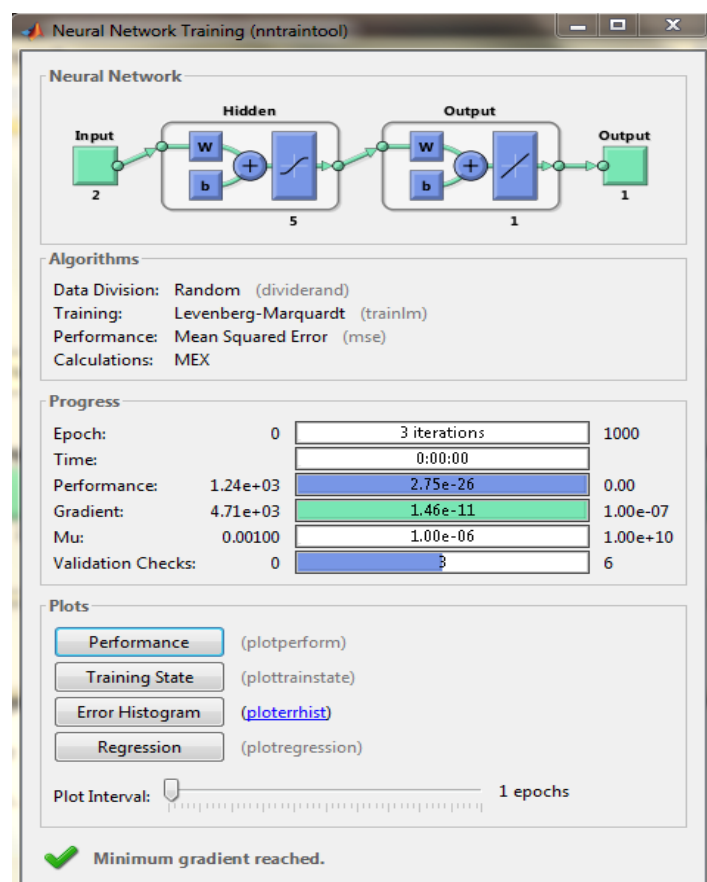 Neural Network Training (nntraintool)
Neural Network
Hidden Output
Input Output
W W
b b
2 5 1 1
Algorithms
Data Division: Random (dividerand)
Training: Levenberg-Marquardt (trainlm)
Performance: Mean Squared Error (mse)
Calculations: MEX
Progress
Epoch: 0 3 iterations 1000
Time: 0:00:00
Performance: 1.24e+03 2.75e-26 0.00
Gradient: 4.71e+03 1.46e-11 1.00e-07
Mu: 0.00100 1.00e-06 1.00e+10
Validation Checks: 0 3 6
Plots
Performance (plotperform)
Training State (plottrainstate)
Error Histogram (ploterrhist)
Regression (plotregression)
Plot Interval: 1 epochs
Minimum gradient reached.